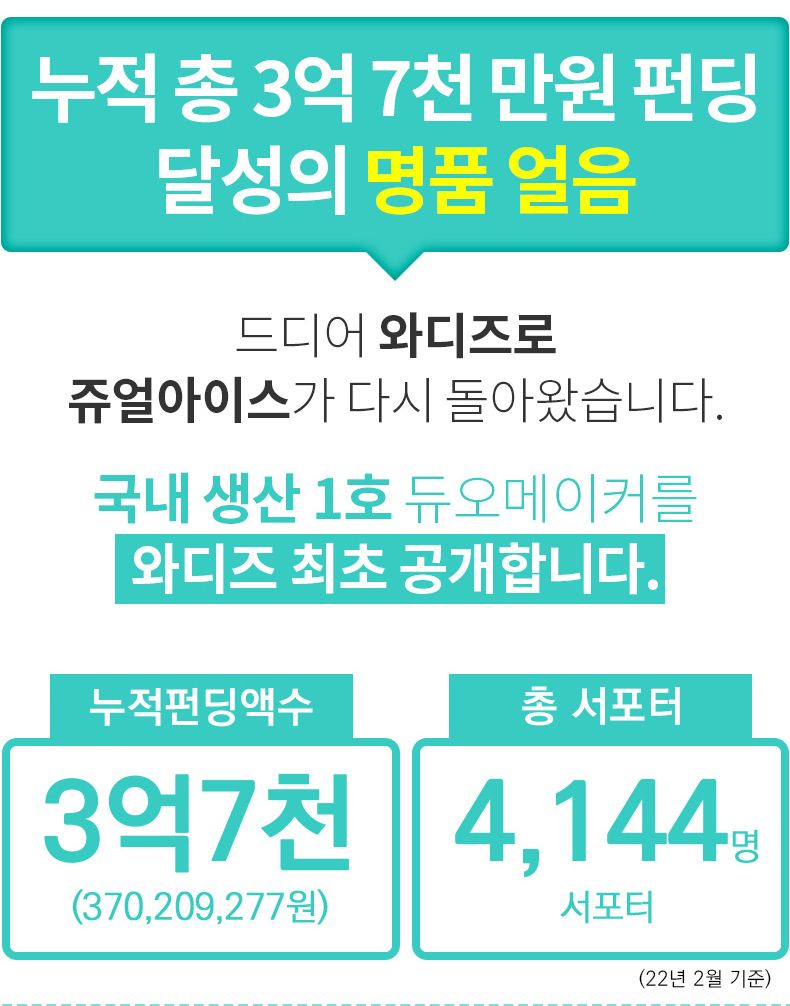 누적 총 3억 7천 만원 펀딩
달성의 명품 얼음
드디어 와디즈로
쥬얼아이스가 다시 돌아왔습니다.
국내 생산 1호 듀오메이커를
와디즈 최초 공개합니다.
누적펀딩액수
3억7천
(370,209,277원)
총 서포터
4,144명
서포터
(22년 2월 기준)